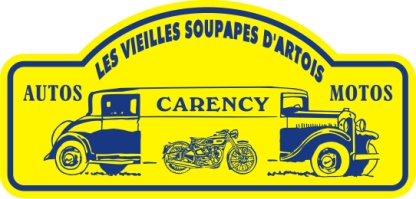 LES VIEILLES SOUPAPES D'ARTOIS
AUTOS
MOTOS
CARENCY